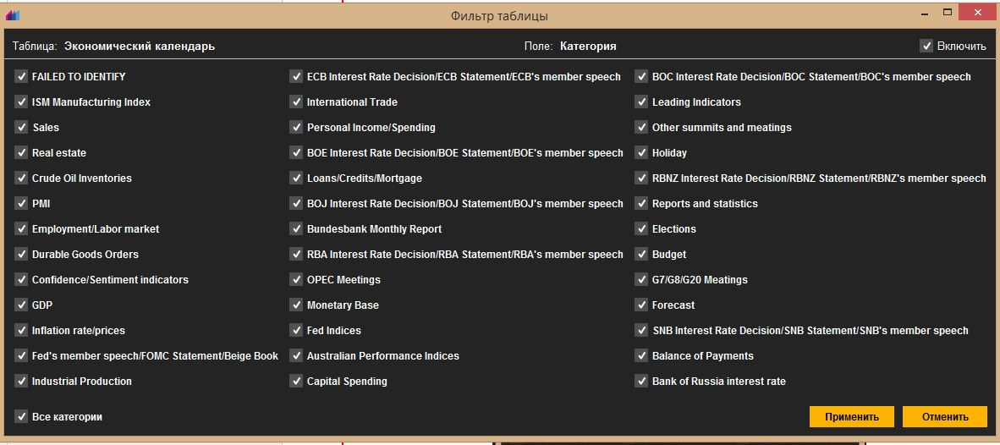 Фильтр таблицы
Таблица: Экономический календарь
Поле: Категория
Включить
FAILED TO IDENTIFY
ISM Manufacturing Index
Sales
Real estate
Crude Oil Inventories
PMI
Employment/Labor market
Durable Goods Orders
Confidence/Sentiment indicators
GDP
Inflation rate/prices
Fed's member speech/FOMC Statement/Beige Book
Industrial Production
ECB Interest Rate Decision/ECB Statement/ECB's member speech
International Trade
Personal Income/Spending
BOE Interest Rate Decision/BOE Statement/BOE's member speech
Loans/Credits/Mortgage
BOJ Interest Rate Decision/BOJ Statement/BOJ's member speech
Bundesbank Monthly Report
RBA Interest Rate Decision/RBA Statement/RBA's member speech
OPEC Meetings
Monetary Base
Fed Indices
Australian Performance Indices
Capital Spending
BOC Interest Rate Decision/BOC Statement/BOC's member speech
Leading Indicators
Other summits and meatings
Holiday
RBNZ Interest Rate Decision/RBNZ Statement/RBNZ's member speech
Reports and statistics
Elections
Budget
G7/G8/G20 Meatings
Forecast
SNB Interest Rate Decision/SNB Statement/SNB's member speech
Balance of Payments
Bank of Russia interest rate
Все категории
Применить
Отменить